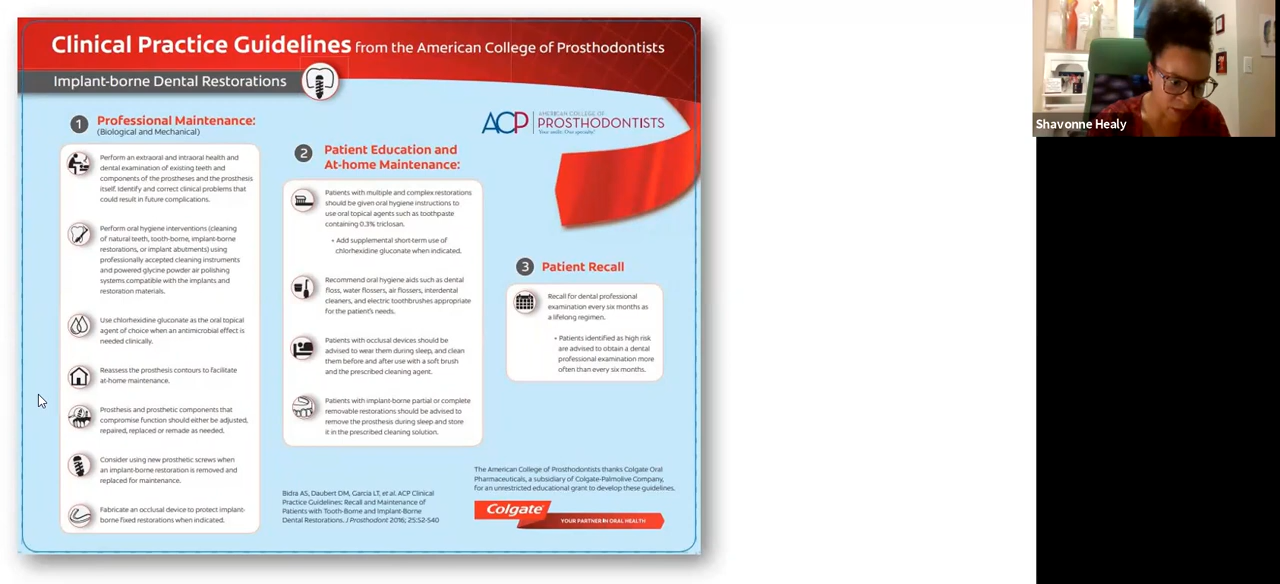 Clinical Practice Guidelines from the American College of Prosthodontists
Implant-borne Dental Restorations
1 Professional Maintenance:
(Biological and Mechanical)
Perform an extraoral and intraoral health and
dental examination of existing teeth and
components of the prostheses and the prosthesis
itself. Identify and correct clinical problems that
could result in future complications.
Perform oral hygiene interventions (cleaning
of natural teeth, tooth-borne, implant-borne
restorations, or implant abutments) using
professionally accepted cleaning instruments
and powered glycine powder air polishing
systems compatible with the implants and
restoration materials.
Use chlorhexidine gluconate as the oral topical
agent of choice when an antimicrobial effect is
needed clinically.
Reassess the prosthesis contours to facilitate
at-home maintenance.
Prosthesis and prosthetic components that
compromise function should either be adjusted,
repaired, replaced or remade as needed.
Consider using new prosthetic screws when
an implant-borne restoration is removed and
replaced for maintenance.
Fabricate an occlusal device to protect implant-
borne fixed restorations when indicated.
2 Patient Education and
At-home Maintenance:
Patients with multiple and complex restorations
should be given oral hygiene instructions to
use oral topical agents such as toothpaste
containing 0.3% triclosan.
• Add supplemental short-term use of
chlorhexidine gluconate when indicated.
Recommend oral hygiene aids such as dental
floss, water flossers, air flossers, interdental
cleaners, and electric toothbrushes appropriate
for the patient's needs.
Patients with occlusal devices should be
advised to wear them during sleep, and clean
them before and after use with a soft brush
and the prescribed cleaning agent.
Patients with implant-borne partial or complete
removable restorations should be advised to
remove the prosthesis during sleep and store
it in the prescribed cleaning solution.
Bidra AS, Daubert DM, Garcia LT, et al. ACP Clinical
Practice Guidelines: Recall and Maintenance of
Patients with Tooth-Borne and Implant-Borne
Dental Restorations. J Prosthodont 2016; 25:S2-S40
ACP AMERICAN COLLEGE OF
PROSTHODONTISTS
Your smile. Our specialty.
3 Patient Recall
Recall for dental professional
examination every six months as
a lifelong regimen.
• Patients identified as high risk
are advised to obtain a dental
professional examination more
often than every six months.
The American College of Prosthodontists thanks Colgate Oral
Pharmaceuticals, a subsidiary of Colgate-Palmolive Company,
for an unrestricted educational grant to develop these guidelines.
Colgate
YOUR PARTNER IN ORAL HEALTH
Shavonne Healy